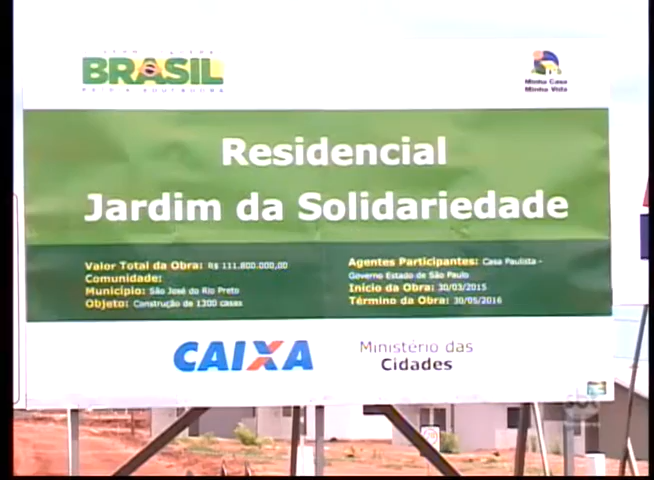 BRASIL
PÁTRIA EDUCADORA
Minha Casa
Minha Vida
Residencial
Jardim da Solidariedade
Valor Total da Obra: R$ 111.800.000,00
Comunidade:
Município: São José do Rio Preto
Objeto: Construção de 1300 casas
Agentes Participantes: Casa Paulista -
Governo Estado de São Paulo
Início da Obra: 30/03/2015
Término da Obra: 30/05/2016
CAIXA
Ministério das
Cidades